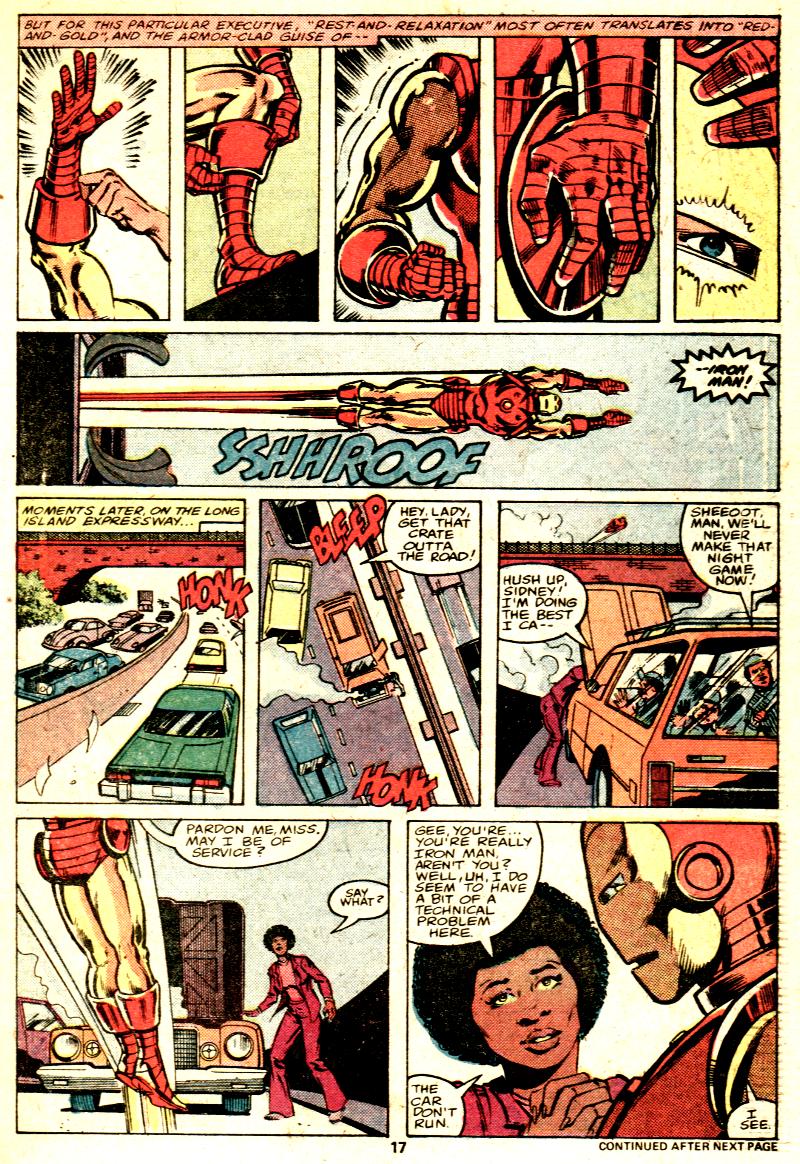 BUT FOR THIS PARTICULAR EXECUTIVE, "REST-AND-RELAXATION" MOST OFTEN TRANSLATES INTO "RED-
AND-GOLD", AND THE ARMOR-CLAD GUISE OF--
--IRON
MAN!
SSHHROOF
MOMENTS LATER, ON THE LONG
ISLAND EXPRESSWAY...
HONK
BLEEP
HEY, LADY,
GET THAT
CRATE
OUTTA
THE ROAD!
HONK
SHEEOOT,
MAN, WE'LL
NEVER
MAKE THAT
NIGHT
GAME,
NOW!
HUSH UP,
SIDNEY!
I'M DOING
THE BEST
I CA--
PARDON ME, MISS.
MAY I BE OF
SERVICE?
SAY
WHAT?
GEE, YOU'RE...
YOU'RE REALLY
IRON MAN,
AREN'T YOU?
WELL, UH, I DO
SEEM TO HAVE
A BIT OF A
TECHNICAL
PROBLEM
HERE.
THE
CAR
DON'T
RUN.
I
SEE.
17
CONTINUED AFTER NEXT PAGE